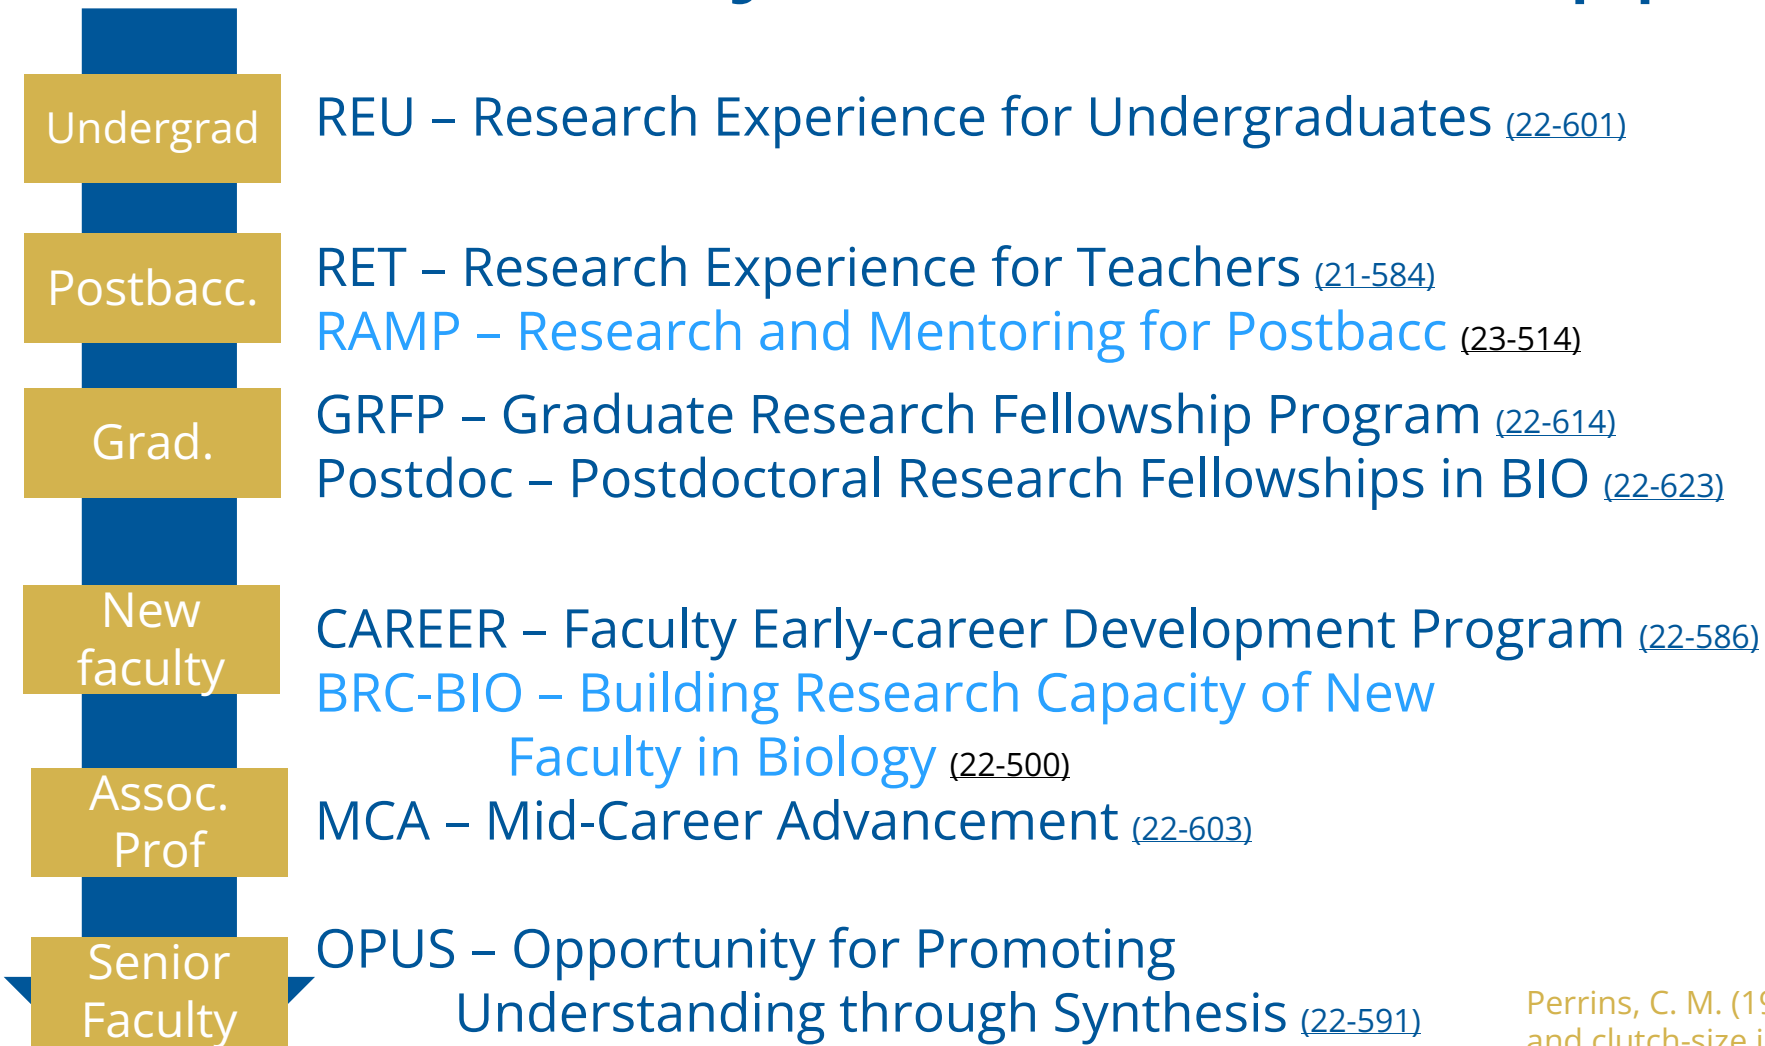 Undergrad
REU – Research Experience for Undergraduates (22-601)
Postbacc.
RET – Research Experience for Teachers (21-584)
RAMP – Research and Mentoring for Postbacc (23-514)
Grad.
GRFP – Graduate Research Fellowship Program (22-614)
Postdoc – Postdoctoral Research Fellowships in BIO (22-623)
New
faculty
CAREER – Faculty Early-career Development Program (22-586)
BRC-BIO – Building Research Capacity of New
Faculty in Biology (22-500)
Assoc.
Prof
MCA – Mid-Career Advancement (22-603)
Senior
Faculty
OPUS – Opportunity for Promoting
Understanding through Synthesis (22-591)
Perrins, C. M. (19
and clutch-size i